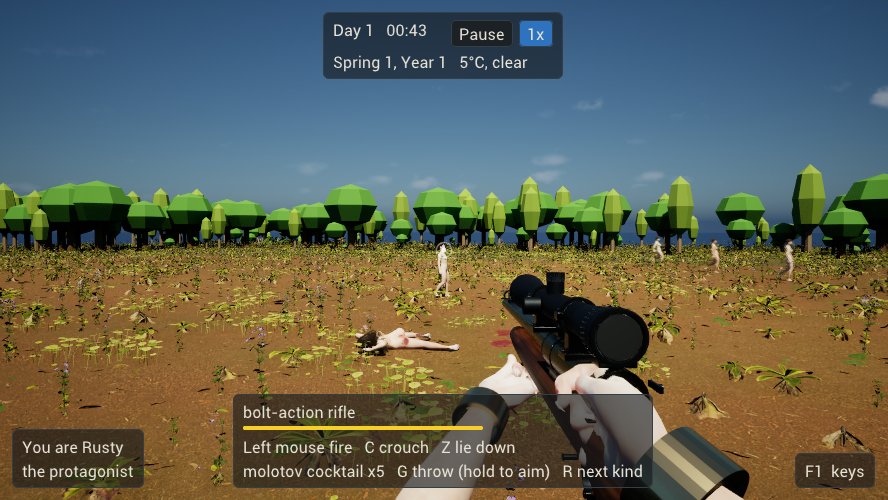 Day 1 00:43 Pause 1x
Spring 1, Year 1 5°C, clear
bolt-action rifle
Left mouse fire C crouch Z lie down
molotov cocktail x5 G throw (hold to aim) R next kind
You are Rusty
the protagonist
F1 keys